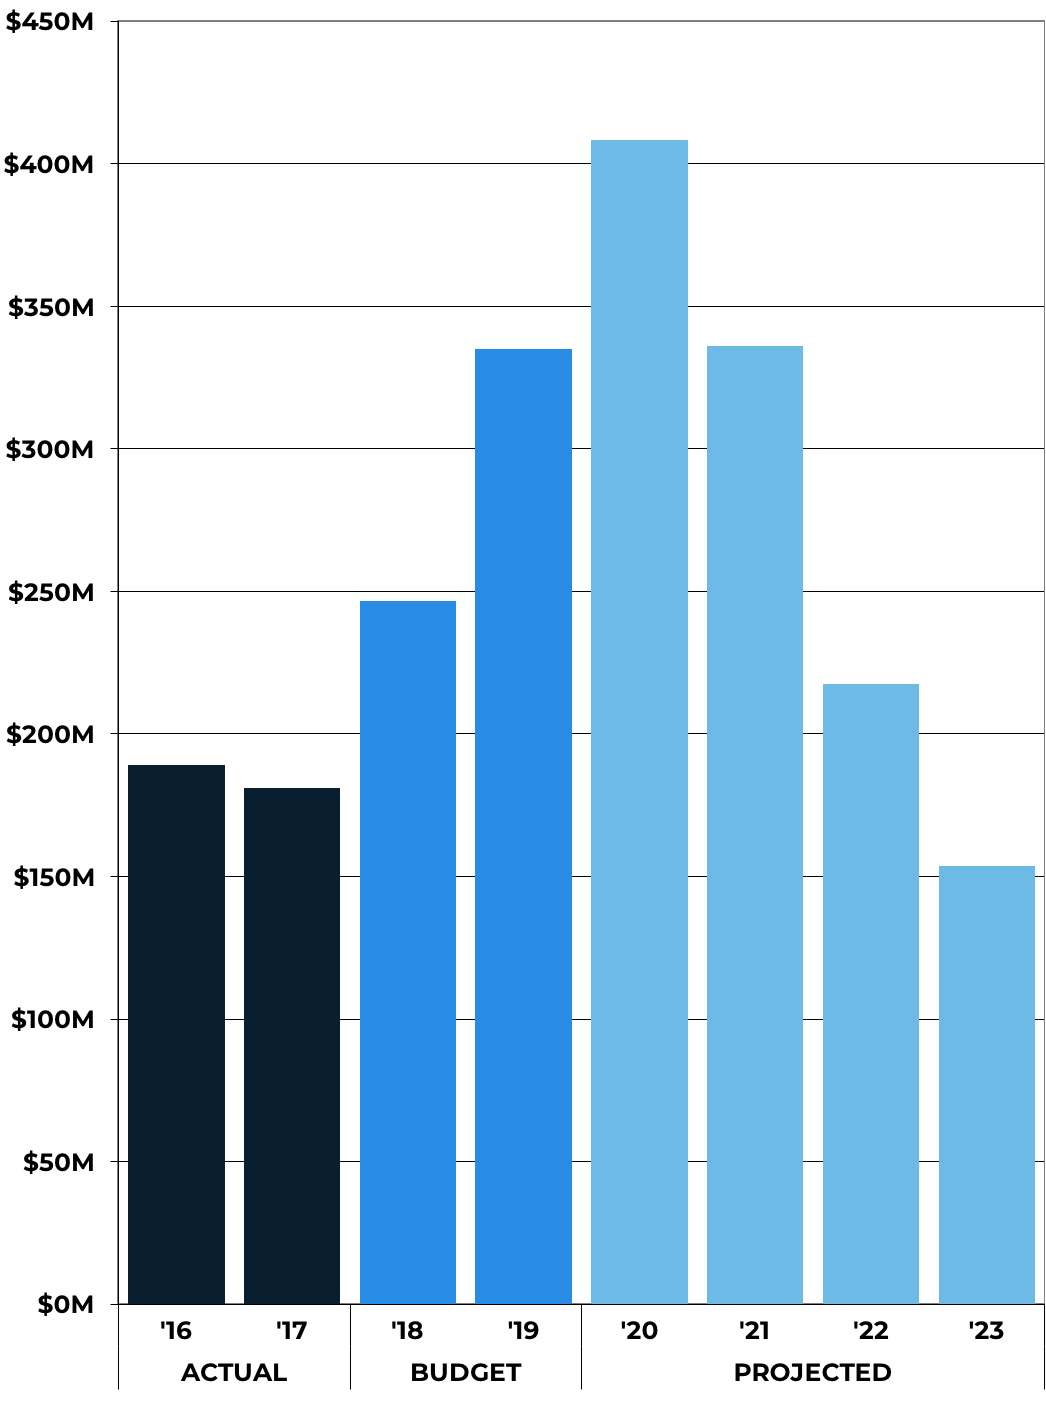 $450M
$400M
$350M
$300M
$250M
$200M
$150M
$100M
$50M
$0M
'16 '17 '18 '19 '20 '21 '22 '23
ACTUAL BUDGET PROJECTED